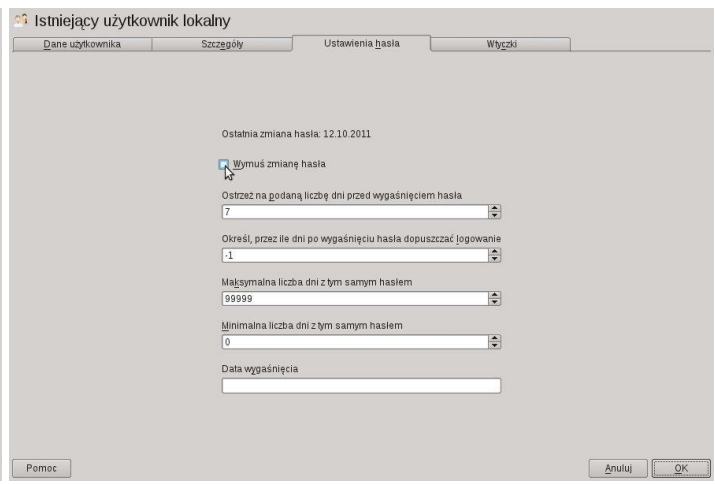 Istniejący użytkownik lokalny
Dane użytkownika Szczegóły Ustawienia hasła Wtyczki
Ostatnia zmiana hasła: 12.10.2011
Wymuś zmianę hasła
Ostrzeż na podaną liczbę dni przed wygaśnięciem hasła
7
Określ, przez ile dni po wygaśnięciu hasła dopuszczać logowanie
-1
Maksymalna liczba dni z tym samym hasłem
99999
Minimalna liczba dni z tym samym hasłem
0
Data wygaśnięcia
Pomoc Anuluj OK